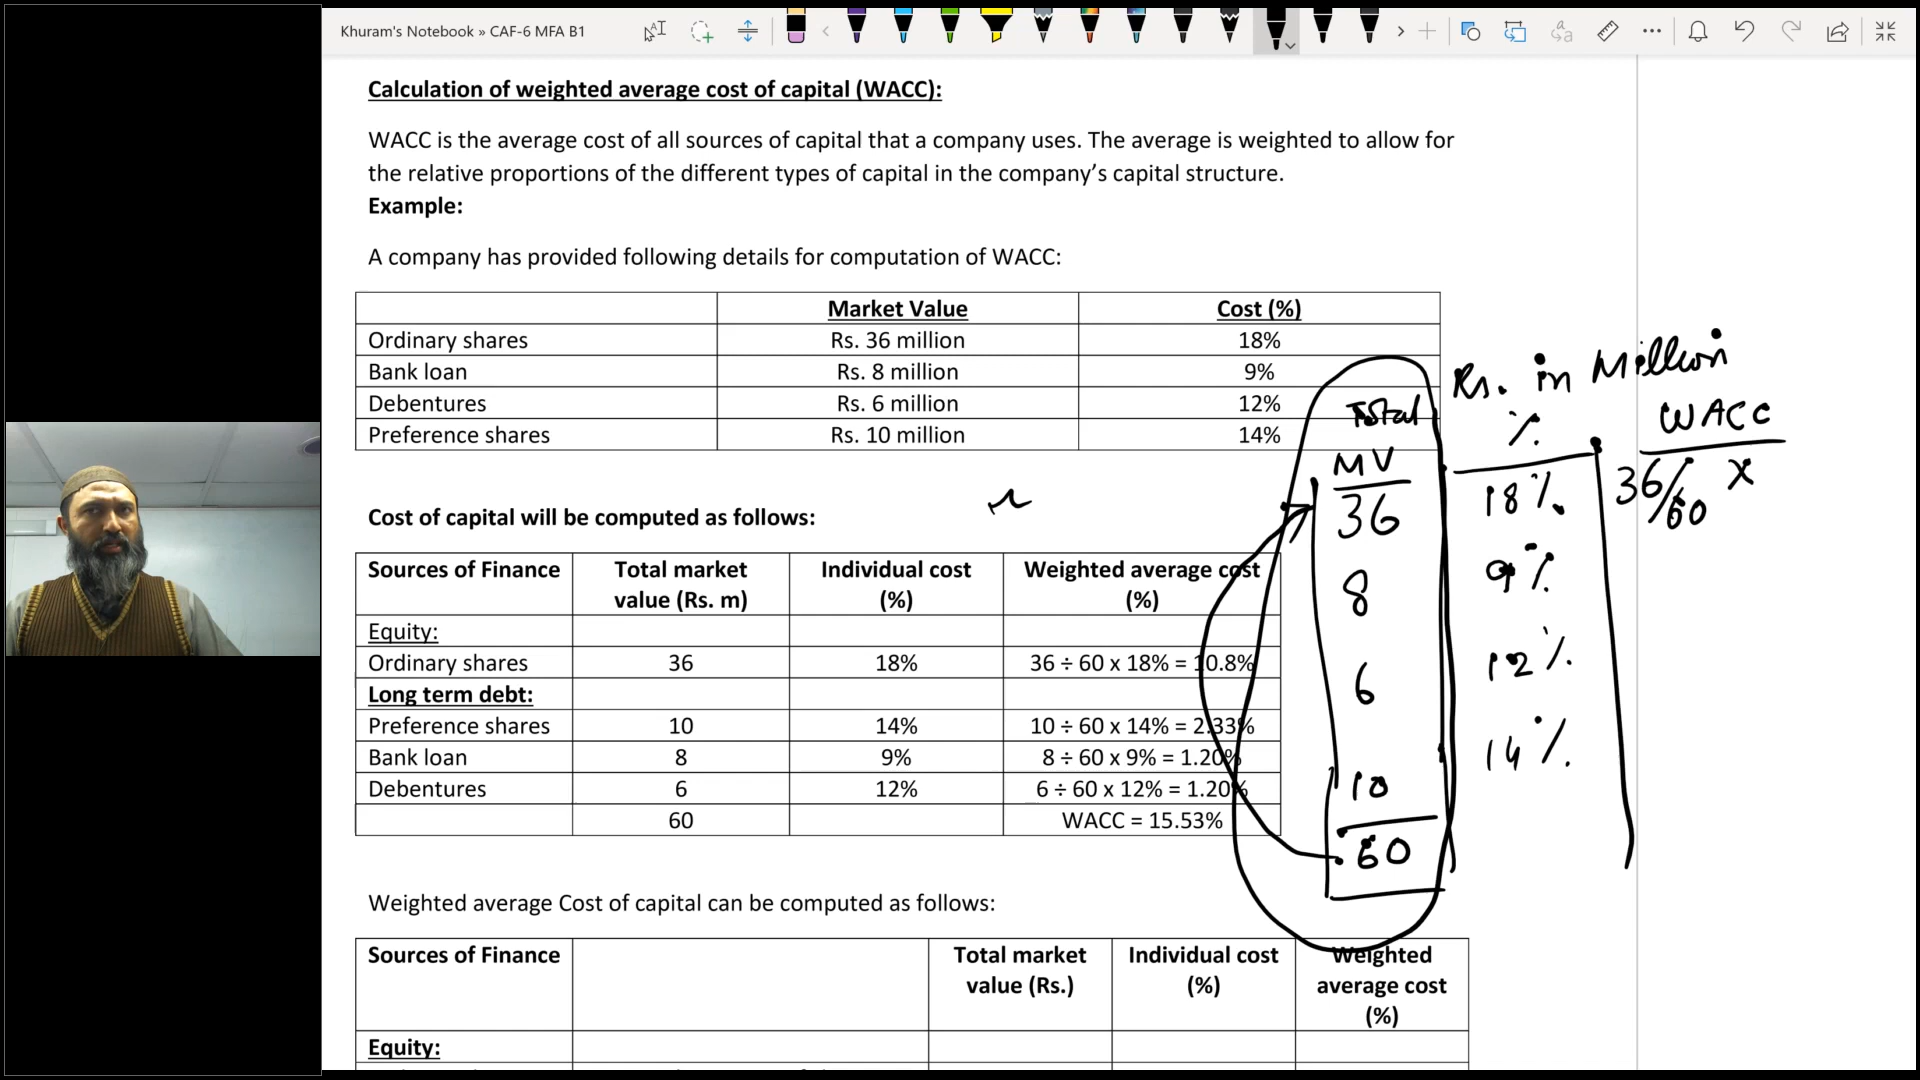 Khuram's Notebook » CAF-6 MFA B1
Calculation of weighted average cost of capital (WACC):
WACC is the average cost of all sources of capital that a company uses. The average is weighted to allow for
the relative proportions of the different types of capital in the company's capital structure.
Example:
A company has provided following details for computation of WACC:
Market Value Cost (%)
Ordinary shares Rs. 36 million 18%
Bank loan Rs. 8 million 9%
Debentures Rs. 6 million 12%
Preference shares Rs. 10 million 14%
Rs. in Million
Total % WACC
MV
36 18% 36/60 x
8 9%
6 12%
10 14%
60
Cost of capital will be computed as follows:
Sources of Finance Total market Individual cost Weighted average cost
value (Rs. m) (%) (%)
Equity:
Ordinary shares 36 18% 36 ÷ 60 x 18% = 10.8%
Long term debt:
Preference shares 10 14% 10 ÷ 60 x 14% = 2.33%
Bank loan 8 9% 8 ÷ 60 x 9% = 1.20%
Debentures 6 12% 6 ÷ 60 x 12% = 1.20%
60 WACC = 15.53%
Weighted average Cost of capital can be computed as follows:
Sources of Finance Total market Individual cost Weighted
value (Rs.) (%) average cost
(%)
Equity: